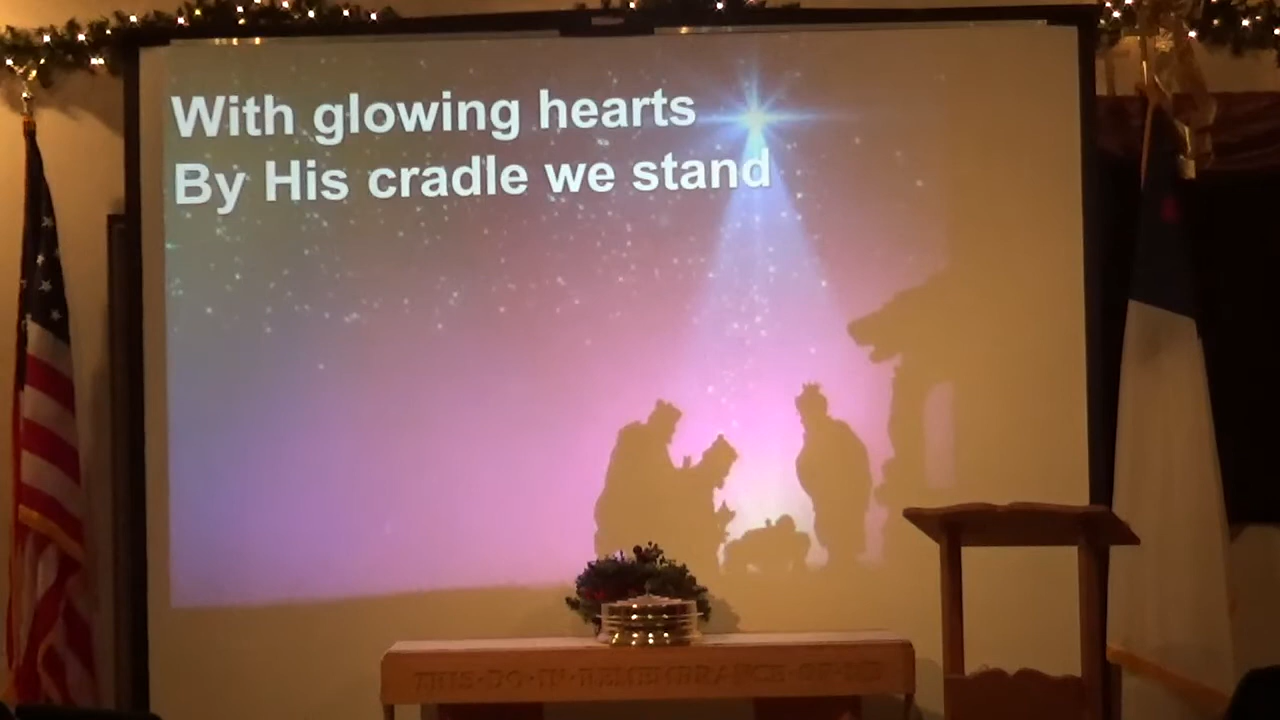 With glowing hearts
By His cradle we stand
THIS·DO·IN·REMEMBRANCE·OF·ME